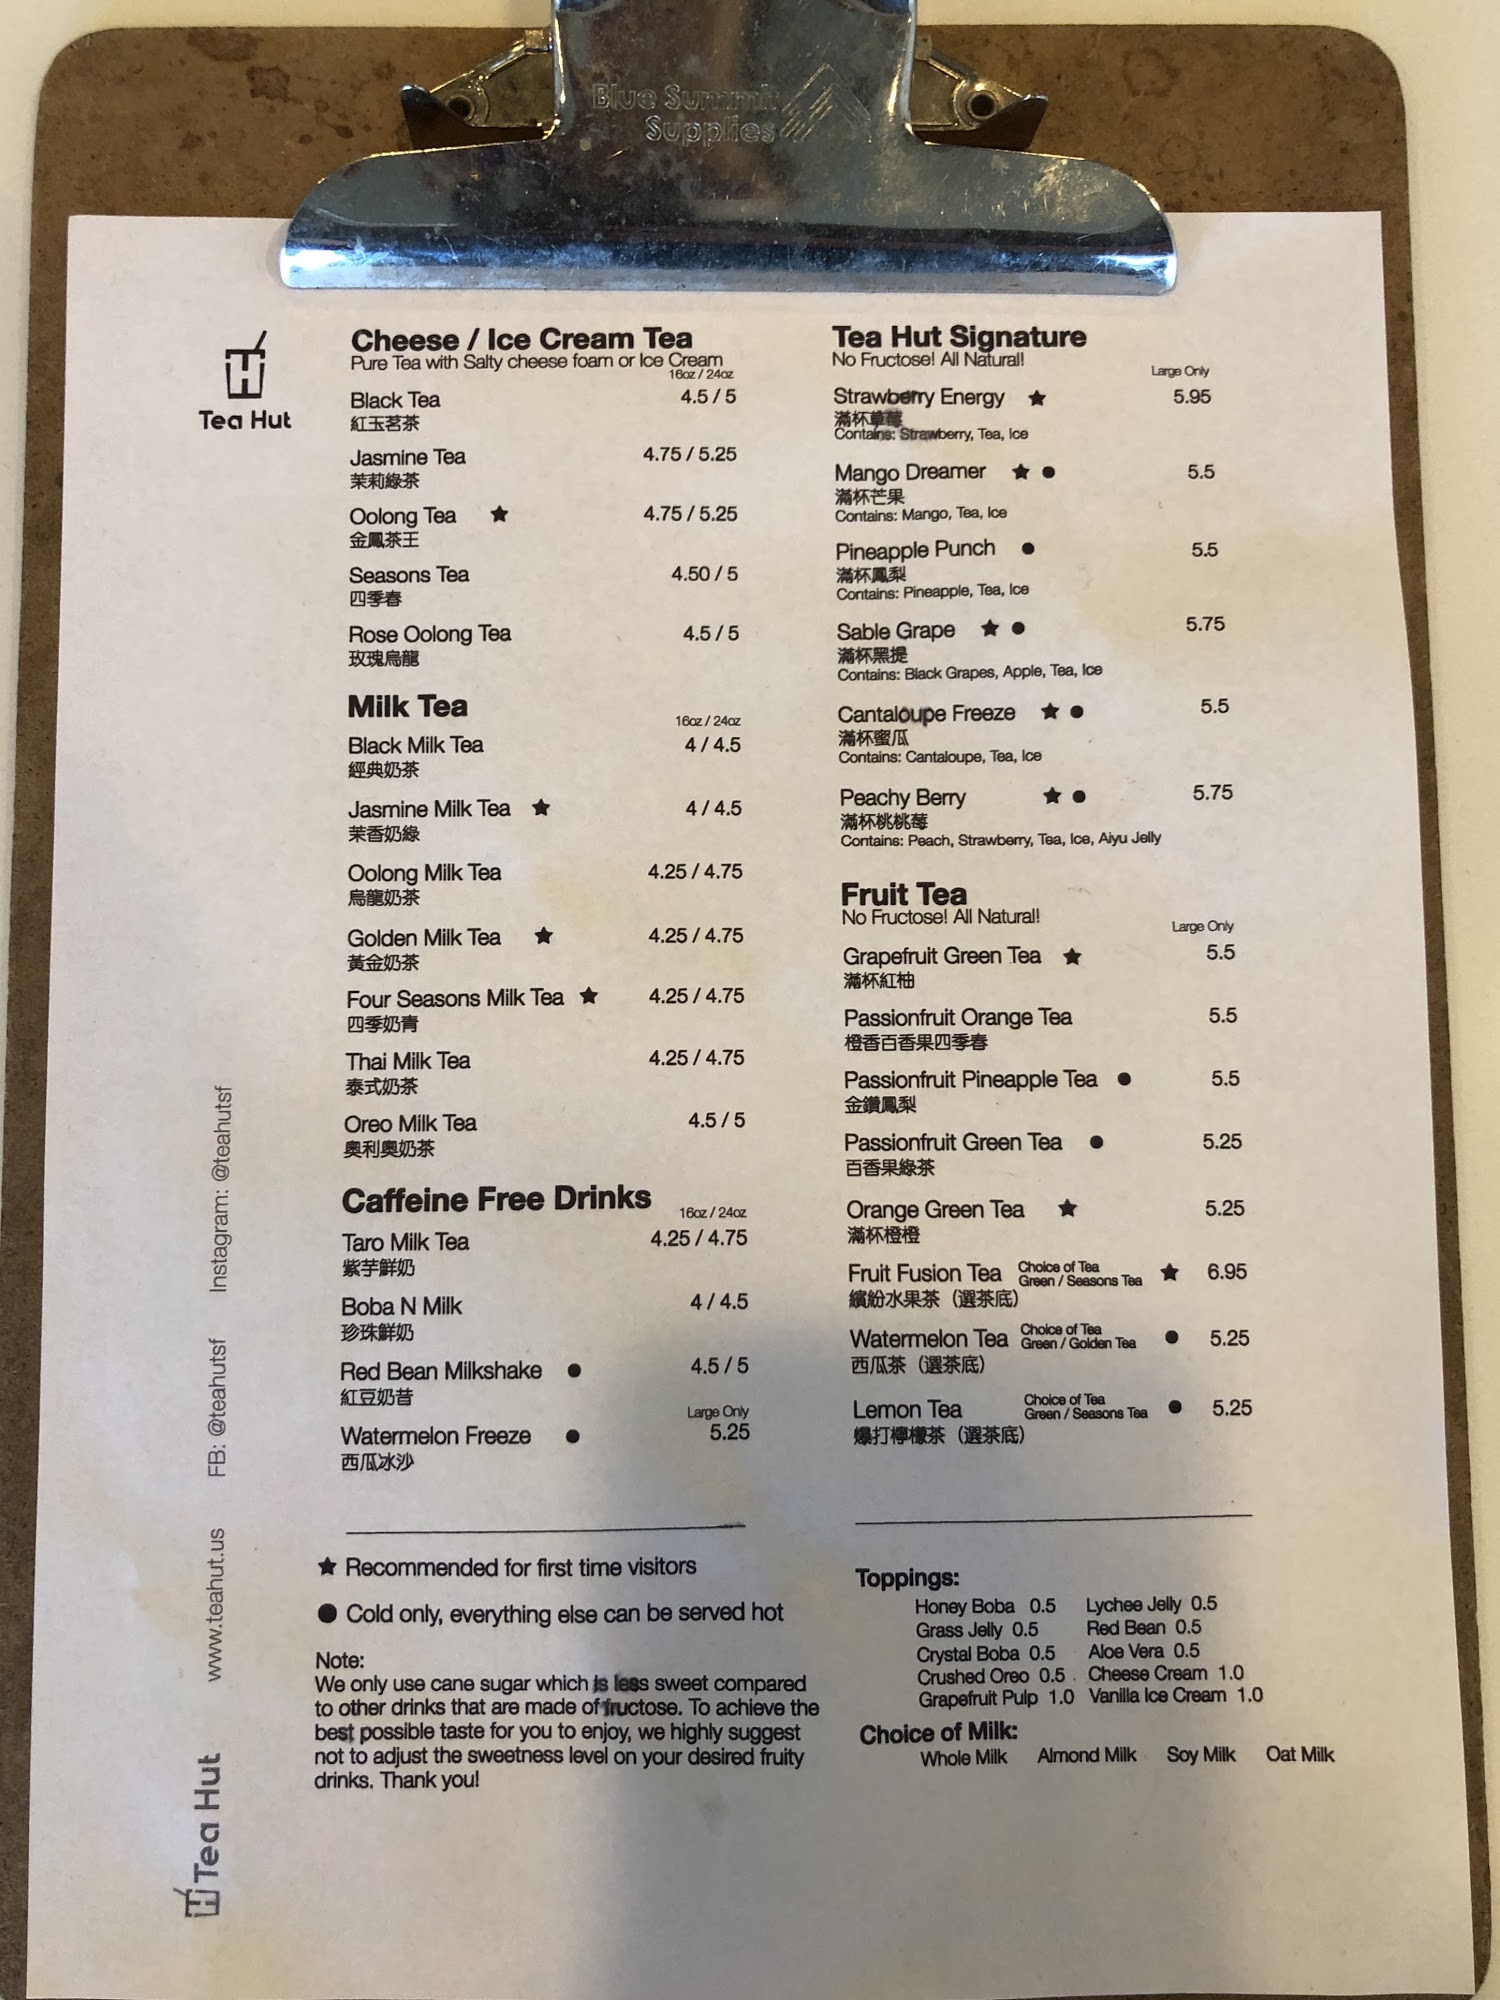 Blue Summit
Supplies
Tea Hut
Cheese / Ice Cream Tea
Pure Tea with Salty cheese foam or Ice Cream
16oz / 24oz
Black Tea 4.5 / 5
紅玉茗茶
Jasmine Tea 4.75 / 5.25
茉莉綠茶
Oolong Tea ★ 4.75 / 5.25
金鳳茶王
Seasons Tea 4.50 / 5
四季春
Rose Oolong Tea 4.5 / 5
玫瑰烏龍
Milk Tea
16oz / 24oz
Black Milk Tea 4 / 4.5
經典奶茶
Jasmine Milk Tea ★ 4 / 4.5
茉香奶綠
Oolong Milk Tea 4.25 / 4.75
烏龍奶茶
Golden Milk Tea ★ 4.25 / 4.75
黃金奶茶
Four Seasons Milk Tea ★ 4.25 / 4.75
四季奶青
Thai Milk Tea 4.25 / 4.75
泰式奶茶
Oreo Milk Tea 4.5 / 5
奧利奧奶茶
Caffeine Free Drinks
16oz / 24oz
Taro Milk Tea 4.25 / 4.75
紫芋鮮奶
Boba N Milk 4 / 4.5
珍珠鮮奶
Red Bean Milkshake ● 4.5 / 5
紅豆奶昔
Large Only
Watermelon Freeze ● 5.25
西瓜冰沙
★ Recommended for first time visitors
● Cold only, everything else can be served hot
Note:
We only use cane sugar which is less sweet compared
to other drinks that are made of fructose. To achieve the
best possible taste for you to enjoy, we highly suggest
not to adjust the sweetness level on your desired fruity
drinks. Thank you!
Tea Hut Signature
No Fructose! All Natural!
Large Only
Strawberry Energy ★ 5.95
滿杯草莓
Contains: Strawberry, Tea, Ice
Mango Dreamer ★ ● 5.5
滿杯芒果
Contains: Mango, Tea, Ice
Pineapple Punch ● 5.5
滿杯鳳梨
Contains: Pineapple, Tea, Ice
Sable Grape ★ ● 5.75
滿杯黑提
Contains: Black Grapes, Apple, Tea, Ice
Cantaloupe Freeze ★ ● 5.5
滿杯蜜瓜
Contains: Cantaloupe, Tea, Ice
Peachy Berry ★ ● 5.75
滿杯桃桃莓
Contains: Peach, Strawberry, Tea, Ice, Aiyu Jelly
Fruit Tea
No Fructose! All Natural!
Large Only
Grapefruit Green Tea ★ 5.5
滿杯紅柚
Passionfruit Orange Tea 5.5
橙香百香果四季春
Passionfruit Pineapple Tea ● 5.5
金鑽鳳梨
Passionfruit Green Tea ● 5.25
百香果綠茶
Orange Green Tea ★ 5.25
滿杯橙橙
Fruit Fusion Tea Choice of Tea Green / Seasons Tea ★ 6.95
繽紛水果茶（選茶底）
Watermelon Tea Choice of Tea Green / Golden Tea ● 5.25
西瓜茶（選茶底）
Lemon Tea Choice of Tea Green / Seasons Tea ● 5.25
爆打檸檬茶（選茶底）
Toppings:
Honey Boba 0.5 Lychee Jelly 0.5
Grass Jelly 0.5 Red Bean 0.5
Crystal Boba 0.5 Aloe Vera 0.5
Crushed Oreo 0.5 Cheese Cream 1.0
Grapefruit Pulp 1.0 Vanilla Ice Cream 1.0
Choice of Milk:
Whole Milk Almond Milk Soy Milk Oat Milk
Tea Hut www.teahut.us FB: @teahutsf Instagram: @teahutsf